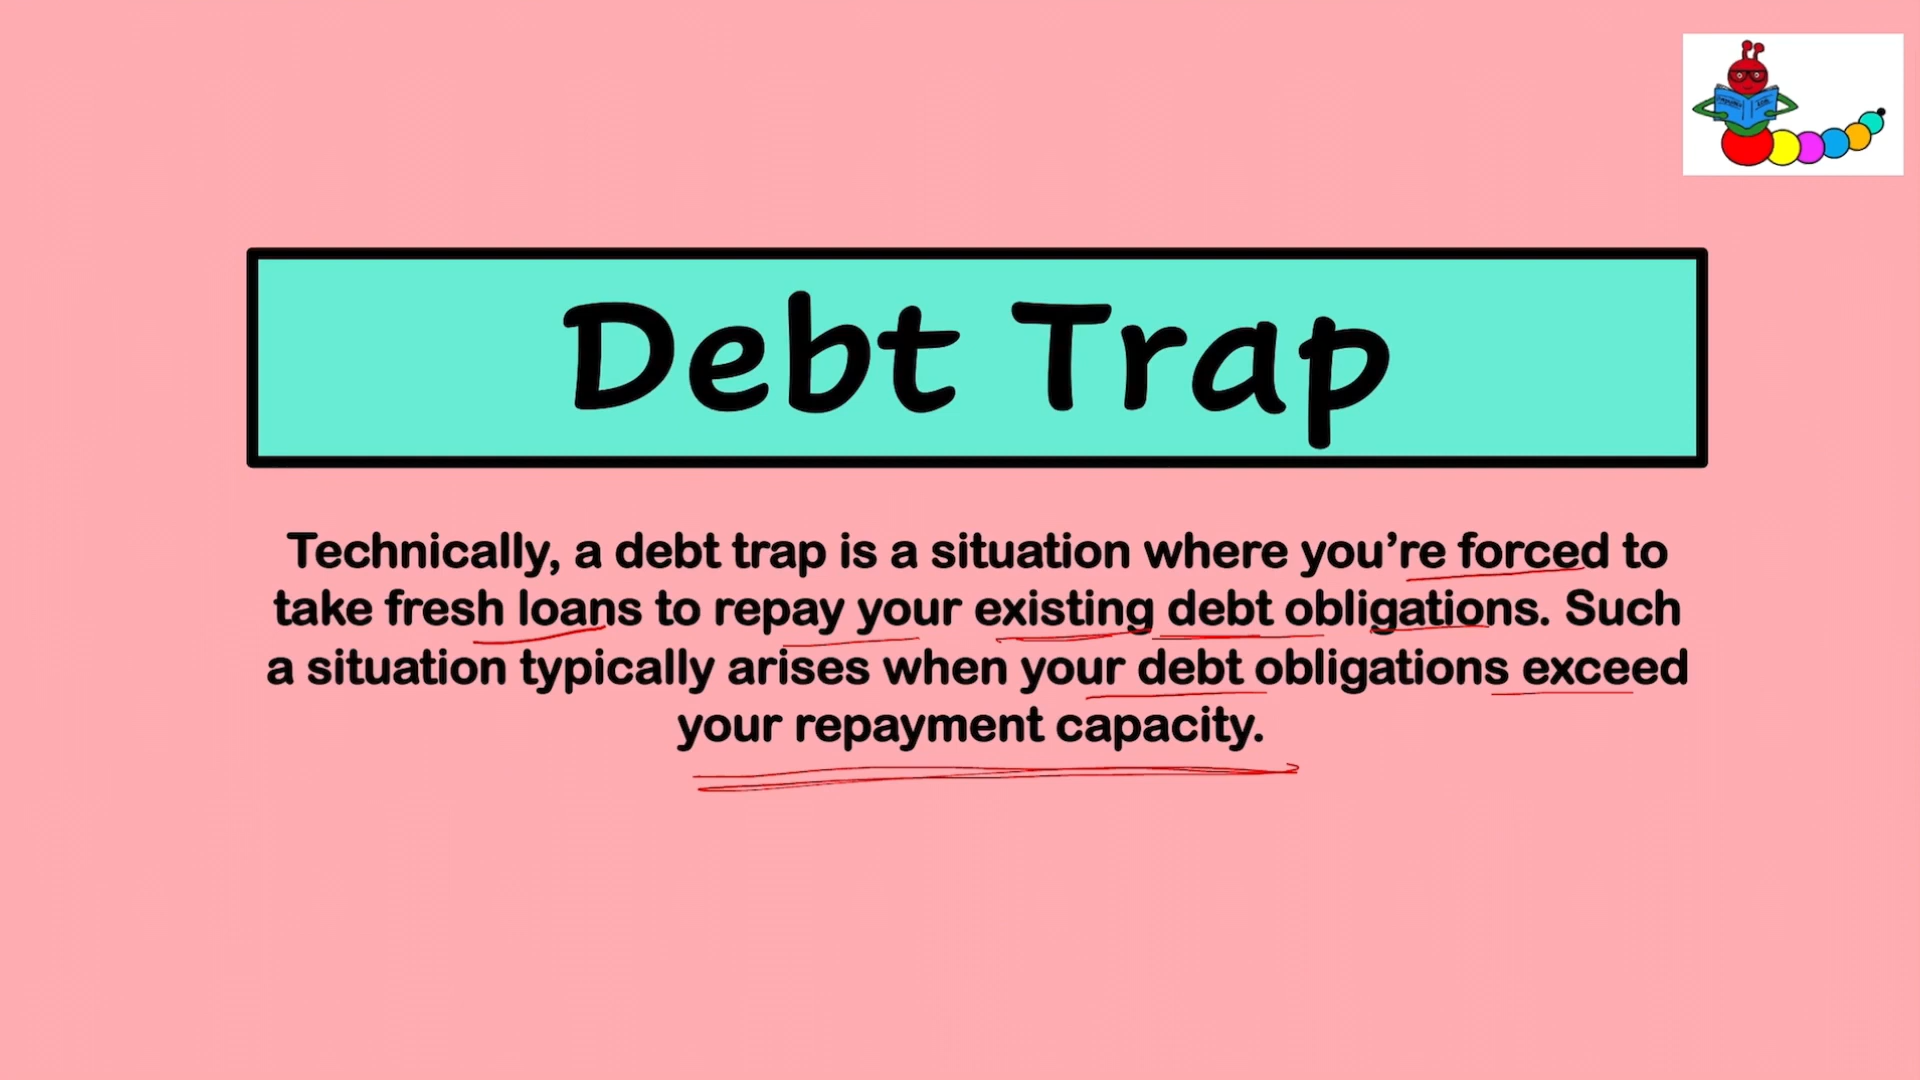 Debt Trap
Technically, a debt trap is a situation where you’re forced to
take fresh loans to repay your existing debt obligations. Such
a situation typically arises when your debt obligations exceed
your repayment capacity.